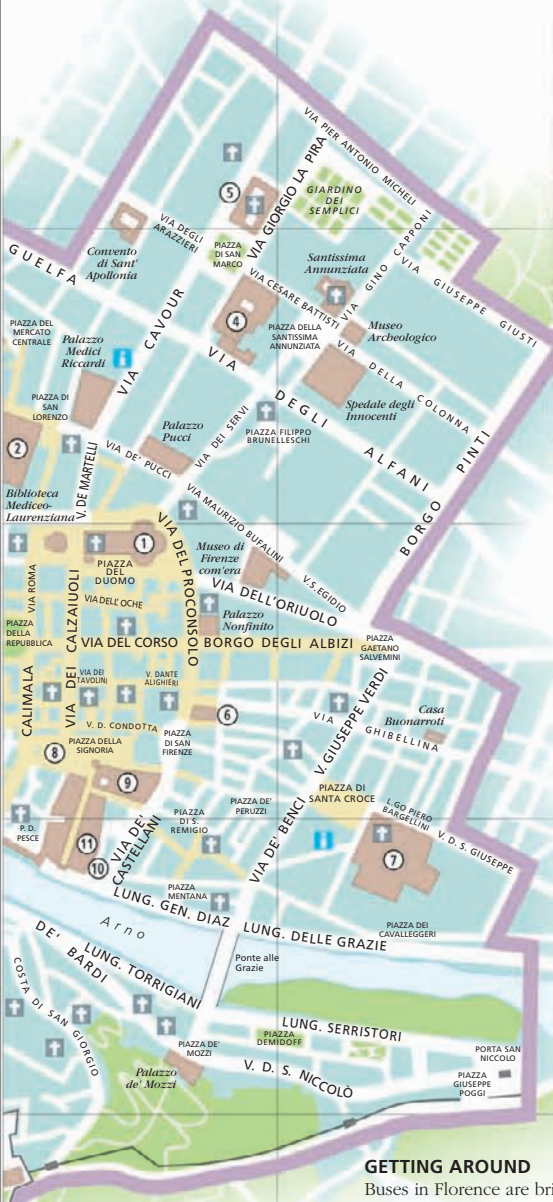 VIA PIER ANTONIO MICHELI
5
VIA GIORGIO LA PIRA
GIARDINO
DEI
SEMPLICI
VIA DEGLI
ARAZZIERI
PIAZZA
DI SAN
MARCO
VIA GINO CAPPONI
GUELFA
Convento
di Sant'
Apollonia
Santissima
Annunziata
VIA GIUSEPPE GIUSTI
VIA CESARE BATTISTI
PIAZZA DEL
MERCATO
CENTRALE
Palazzo
Medici
Riccardi
i
VIA CAVOUR
4
PIAZZA DELLA
SANTISSIMA
ANNUNZIATA
Museo
Archeologico
VIA DEGLI ALFANI
VIA DELLA COLONNA
PIAZZA DI
SAN
LORENZO
Palazzo
Pucci
VIA DEI SERVI
PIAZZA FILIPPO
BRUNELLESCHI
Spedale degli
Innocenti
2
V. DE MARTELLI
VIA DE' PUCCI
BORGO PINTI
Biblioteca
Mediceo-
Laurenziana
VIA MAURIZIO BUFALINI
1
VIA DEL PROCONSOLO
Museo di
Firenze
com'era
V.S.EGIDIO
PIAZZA
DEL
DUOMO
VIA ROMA
VIA DEI CALZAIUOLI
VIA DELL'OCHE
VIA DELL'ORIUOLO
Palazzo
Nonfinito
PIAZZA
DELLA
REPUBBLICA
VIA DEL CORSO
BORGO DEGLI ALBIZI
PIAZZA
GAETANO
SALVEMINI
CALIMALA
VIA DEI
TAVOLINI
V. DANTE
ALIGHIERI
V. GIUSEPPE VERDI
Casa
Buonarroti
6
VIA GHIBELLINA
V. D. CONDOTTA
8
PIAZZA DELLA
SIGNORIA
PIAZZA
DI SAN
FIRENZE
9
PIAZZA DI
SANTA CROCE
PIAZZA DE'
PERUZZI
L.GO PIERO
BARGELLINI
V. D. S. GIUSEPPE
P. D.
PESCE
11
VIA DE'
CASTELLANI
PIAZZA
DI S.
REMIGIO
VIA DE' BENCI
i
7
10
PIAZZA
MENTANA
LUNG. GEN. DIAZ
LUNG. DELLE GRAZIE
PIAZZA DEI
CAVALLEGGERI
Arno
DE' BARDI
LUNG. TORRIGIANI
Ponte alle
Grazie
COSTA DI SAN GIORGIO
LUNG. SERRISTORI
PIAZZA
DEMIDOFF
PIAZZA DE'
MOZZI
Palazzo
de' Mozzi
V. D. S. NICCOLÒ
PORTA SAN
NICCOLO
PIAZZA
GIUSEPPE
POGGI
GETTING AROUND
Buses in Florence are bri